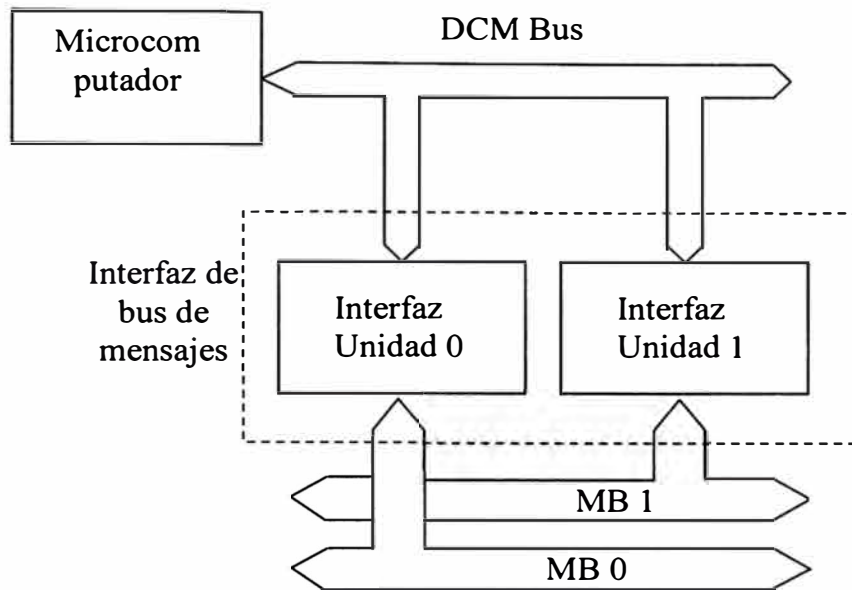 Microcom
putador
DCM Bus
Interfaz de
bus de
mensajes
Interfaz
Unidad 0
Interfaz
Unidad 1
MB 1
MB 0